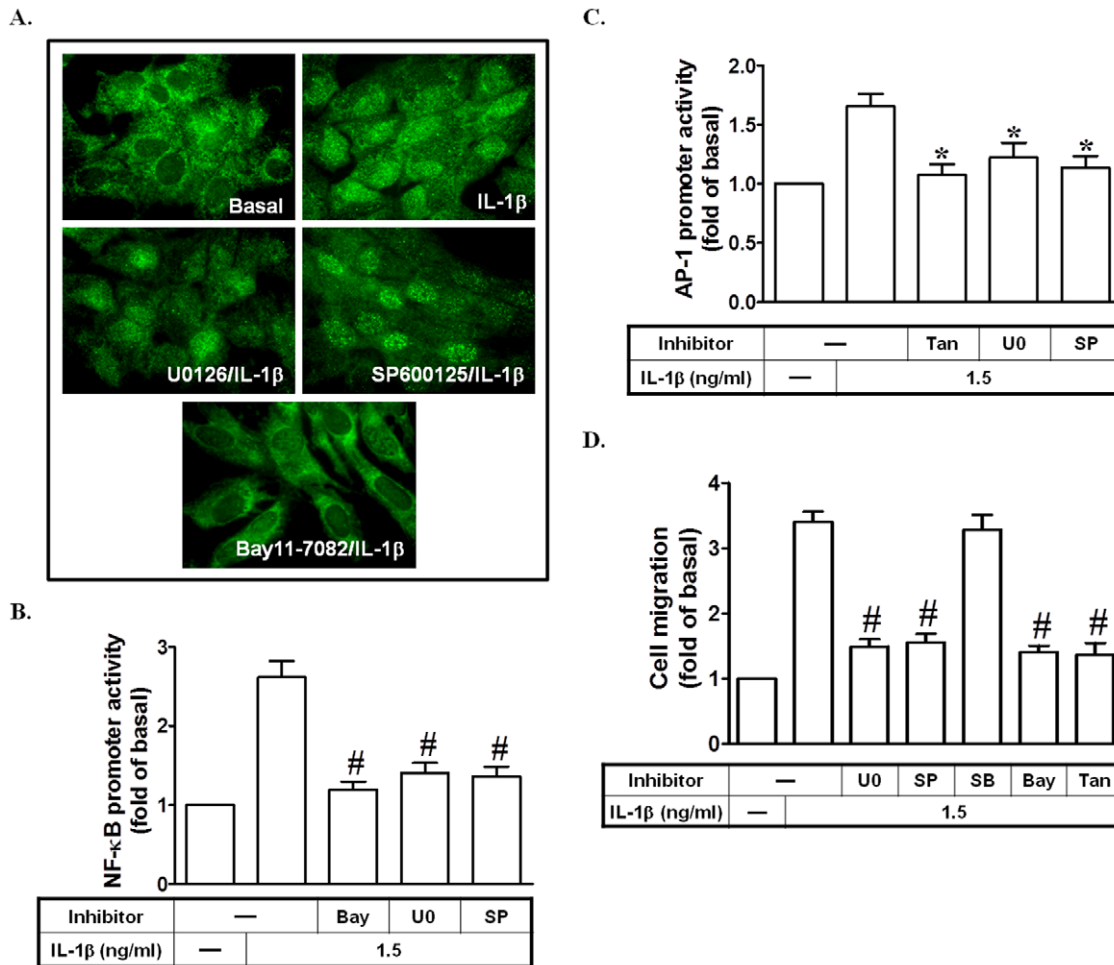 A.
Basal
IL-1β
U0126/IL-1β
SP600125/IL-1β
Bay11-7082/IL-1β
B.
NF-κB promoter activity
(fold of basal)
3
2
1
0
# # #
Inhibitor — Bay U0 SP
IL-1β (ng/ml) — 1.5
C.
AP-1 promoter activity
(fold of basal)
2.0
1.5
1.0
0.5
0.0
* * *
Inhibitor — Tan U0 SP
IL-1β (ng/ml) — 1.5
D.
Cell migration
(fold of basal)
4
3
2
1
0
# # # #
Inhibitor — U0 SP SB Bay Tan
IL-1β (ng/ml) — 1.5